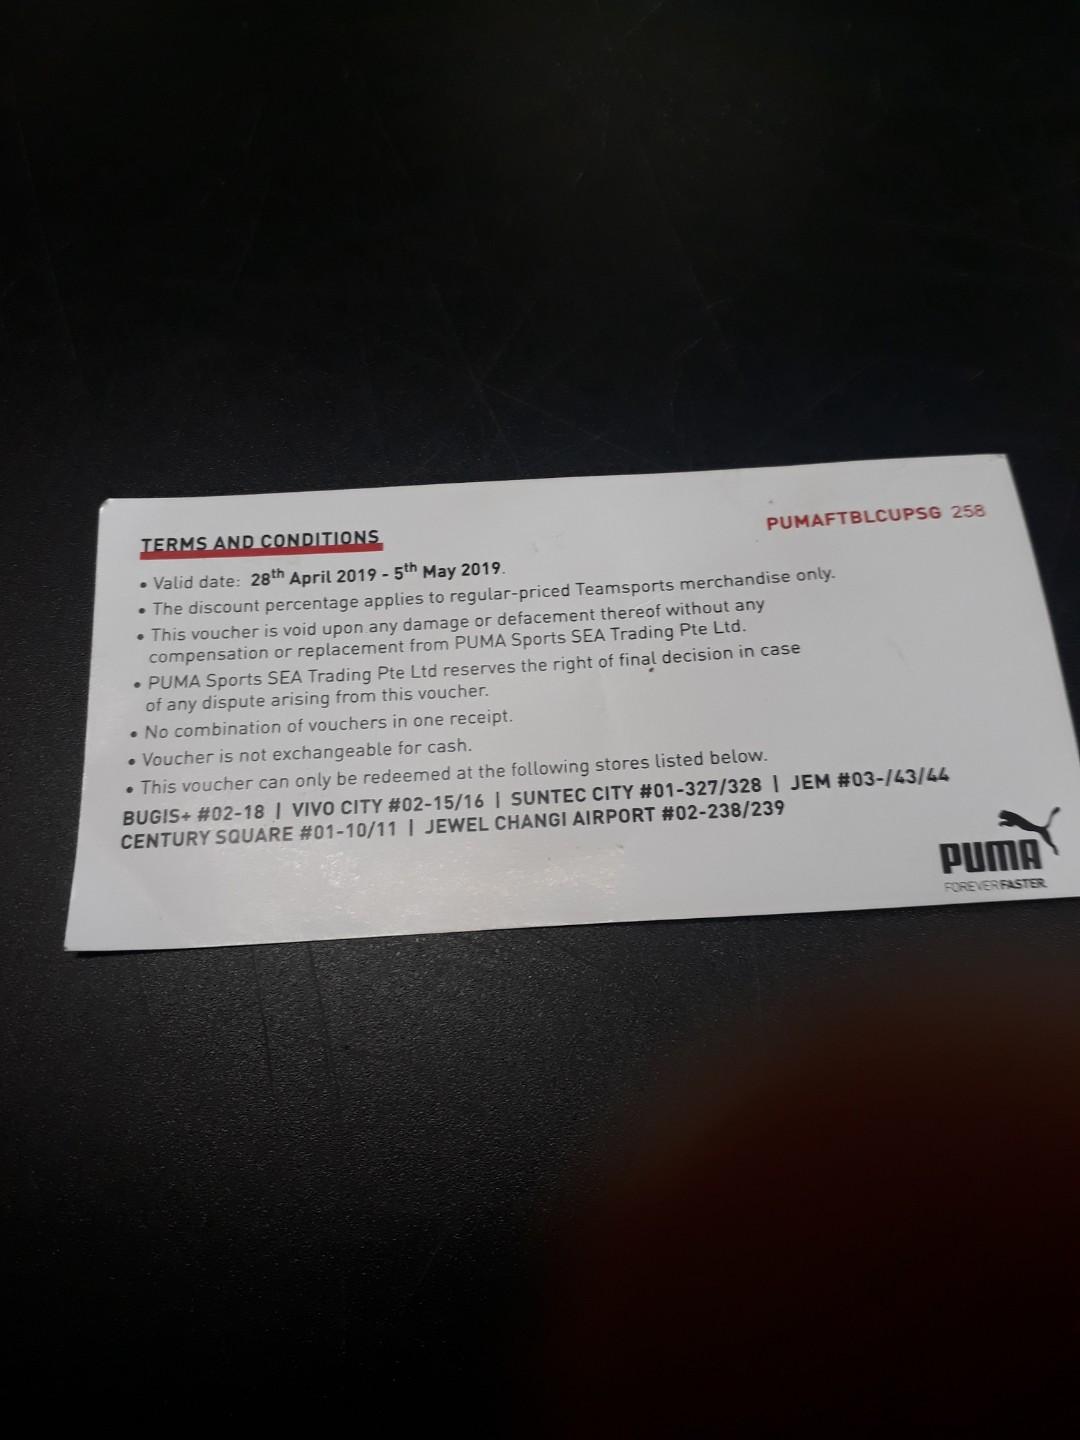 TERMS AND CONDITIONS
PUMAFTBLCUPSG 258
• Valid date: 28th April 2019 - 5th May 2019.
• The discount percentage applies to regular-priced Teamsports merchandise only.
• This voucher is void upon any damage or defacement thereof without any
compensation or replacement from PUMA Sports SEA Trading Pte Ltd.
• PUMA Sports SEA Trading Pte Ltd reserves the right of final decision in case
of any dispute arising from this voucher.
• No combination of vouchers in one receipt.
• Voucher is not exchangeable for cash.
• This voucher can only be redeemed at the following stores listed below.
BUGIS+ #02-18 | VIVO CITY #02-15/16 | SUNTEC CITY #01-327/328 | JEM #03-/43/44
CENTURY SQUARE #01-10/11 | JEWEL CHANGI AIRPORT #02-238/239
PUMA
FOREVER FASTER.